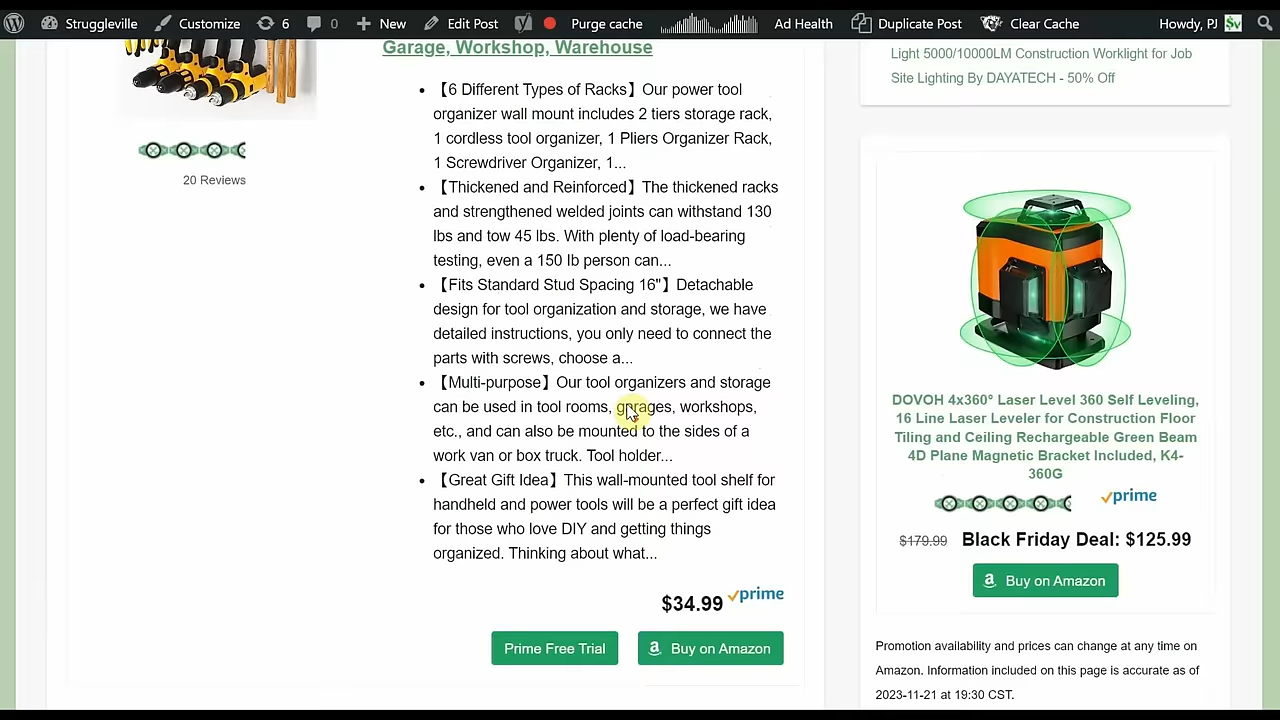 Struggleville Customize 6 0 New Edit Post Purge cache Ad Health Duplicate Post Clear Cache Howdy, PJ
Garage, Workshop, Warehouse
20 Reviews
• 【6 Different Types of Racks】Our power tool
organizer wall mount includes 2 tiers storage rack,
1 cordless tool organizer, 1 Pliers Organizer Rack,
1 Screwdriver Organizer, 1...
• 【Thickened and Reinforced】The thickened racks
and strengthened welded joints can withstand 130
lbs and tow 45 lbs. With plenty of load-bearing
testing, even a 150 lb person can...
• 【Fits Standard Stud Spacing 16"】Detachable
design for tool organization and storage, we have
detailed instructions, you only need to connect the
parts with screws, choose a...
• 【Multi-purpose】Our tool organizers and storage
can be used in tool rooms, garages, workshops,
etc., and can also be mounted to the sides of a
work van or box truck. Tool holder...
• 【Great Gift Idea】This wall-mounted tool shelf for
handheld and power tools will be a perfect gift idea
for those who love DIY and getting things
organized. Thinking about what...
$34.99 prime
Prime Free Trial
Buy on Amazon
Light 5000/10000LM Construction Worklight for Job
Site Lighting By DAYATECH - 50% Off
DOVOH 4x360° Laser Level 360 Self Leveling,
16 Line Laser Leveler for Construction Floor
Tiling and Ceiling Rechargeable Green Beam
4D Plane Magnetic Bracket Included, K4-
360G
prime
$179.99 Black Friday Deal: $125.99
Buy on Amazon
Promotion availability and prices can change at any time on
Amazon. Information included on this page is accurate as of
2023-11-21 at 19:30 CST.